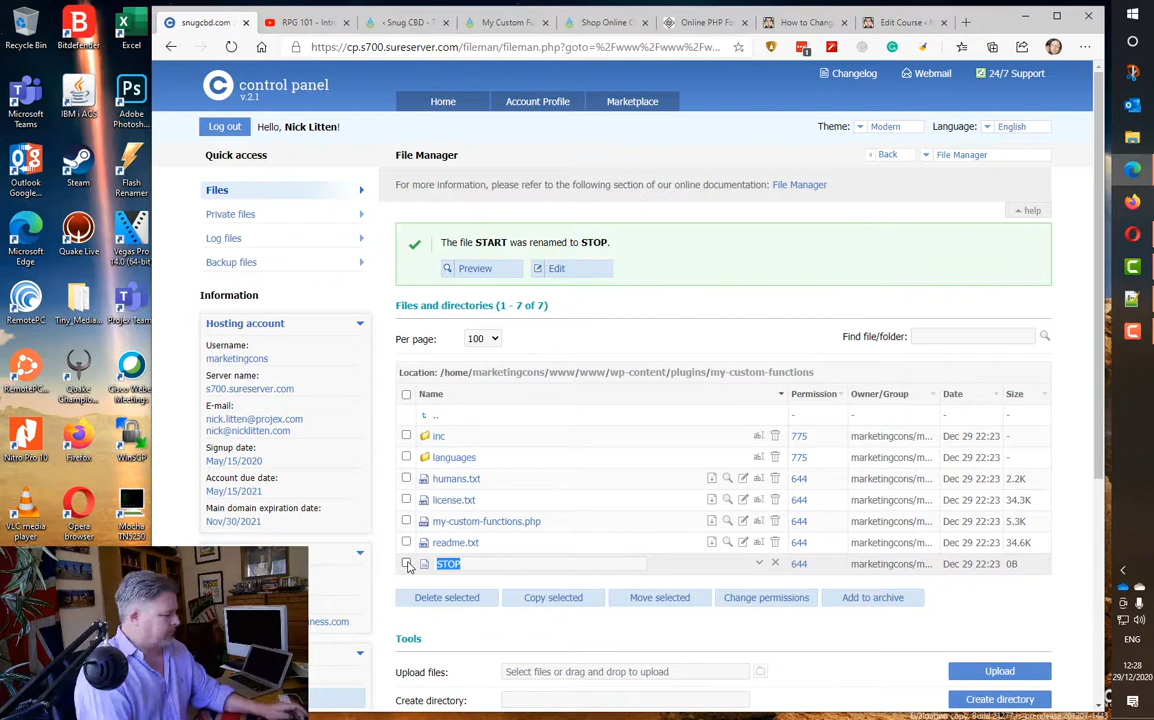 Recycle Bin
Bitdefender
Excel
Microsoft Teams
IBM i ACS
Adobe Photosh...
Outlook Google...
Steam
Flash Renamer
Microsoft Edge
Quake Live
Vegas Pro 14.0 (64-bit)
RemotePC
Tiny_Media...
Projex Team
RemotePC...
Quake Champio...
Cisco Webex Meetings
Nitro Pro 10
Firefox
WinSCP
VLC media player
Opera browser
Mocha TN5250
snugcbd.com
RPG 101 - Intro
‹ Snug CBD - T
My Custom Fun
Shop Online C
Online PHP Fo
How to Chang
Edit Course ‹ N
https://cp.s700.sureserver.com/fileman/fileman.php?goto=%2Fwww%2Fwww%2Fw...
control panel
v.2.1
Changelog
Webmail
24/7 Support
Home
Account Profile
Marketplace
Log out
Hello, Nick Litten!
Theme:
Modern
Language:
English
Quick access
File Manager
Back
File Manager
Files
For more information, please refer to the following section of our online documentation: File Manager
help
Private files
Log files
Backup files
The file START was renamed to STOP.
Preview
Edit
Information
Files and directories (1 - 7 of 7)
Hosting account
Per page:
100
Find file/folder:
Username:
marketingcons
Server name:
s700.sureserver.com
E-mail:
nick.litten@projex.com
nick@nicklitten.com
Signup date:
May/15/2020
Account due date:
May/15/2021
Main domain expiration date:
Nov/30/2021
ness.com
Location: /home/marketingcons/www/www/wp-content/plugins/my-custom-functions
Name
Permission
Owner/Group
Date
Size
..
-
-
-
-
inc
775
marketingcons/m...
Dec 29 22:23
-
languages
775
marketingcons/m...
Dec 29 22:23
-
humans.txt
644
marketingcons/m...
Dec 29 22:23
2.2K
license.txt
644
marketingcons/m...
Dec 29 22:23
34.3K
my-custom-functions.php
644
marketingcons/m...
Dec 29 22:23
5.3K
readme.txt
644
marketingcons/m...
Dec 29 22:23
34.6K
STOP
644
marketingcons/m...
Dec 29 22:23
0B
Delete selected
Copy selected
Move selected
Change permissions
Add to archive
Tools
Upload files:
Select files or drag and drop to upload
Upload
Create directory:
Create directory
ENG
12:28
29/12/2020